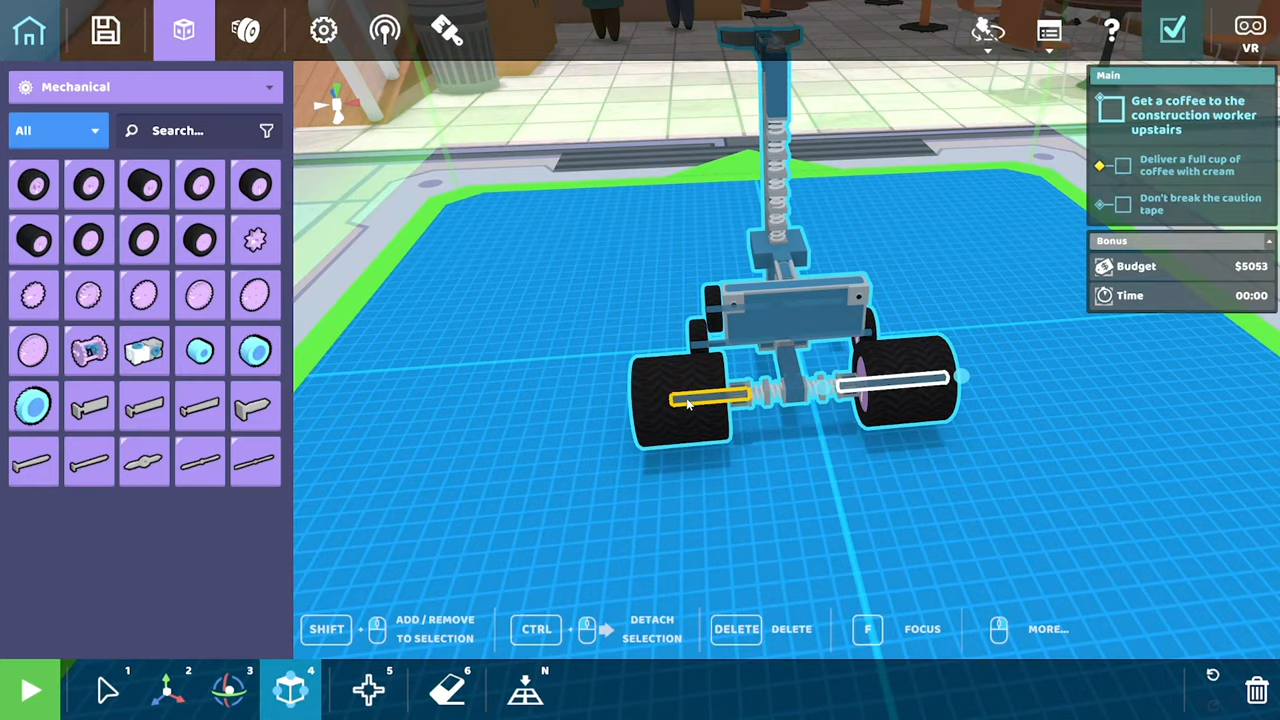 VR
Mechanical
All
Search...
Main
Get a coffee to the
construction worker
upstairs
Deliver a full cup of
coffee with cream
Don't break the caution
tape
Bonus
Budget $5053
Time 00:00
SHIFT + ADD / REMOVE
TO SELECTION
CTRL + DETACH
SELECTION
DELETE DELETE
F FOCUS
MORE...
1 2 3 4 5 6 N